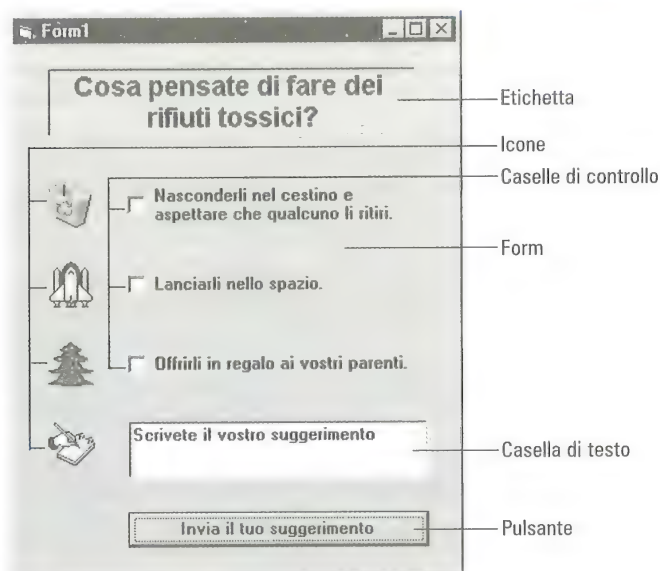 Form1
Cosa pensate di fare dei
rifiuti tossici?
Etichetta
Icone
Caselle di controllo
Nasconderli nel cestino e
aspettare che qualcuno li ritiri.
Form
Lanciarli nello spazio.
Offrirli in regalo ai vostri parenti.
Scrivete il vostro suggerimento
Casella di testo
Invia il tuo suggerimento
Pulsante